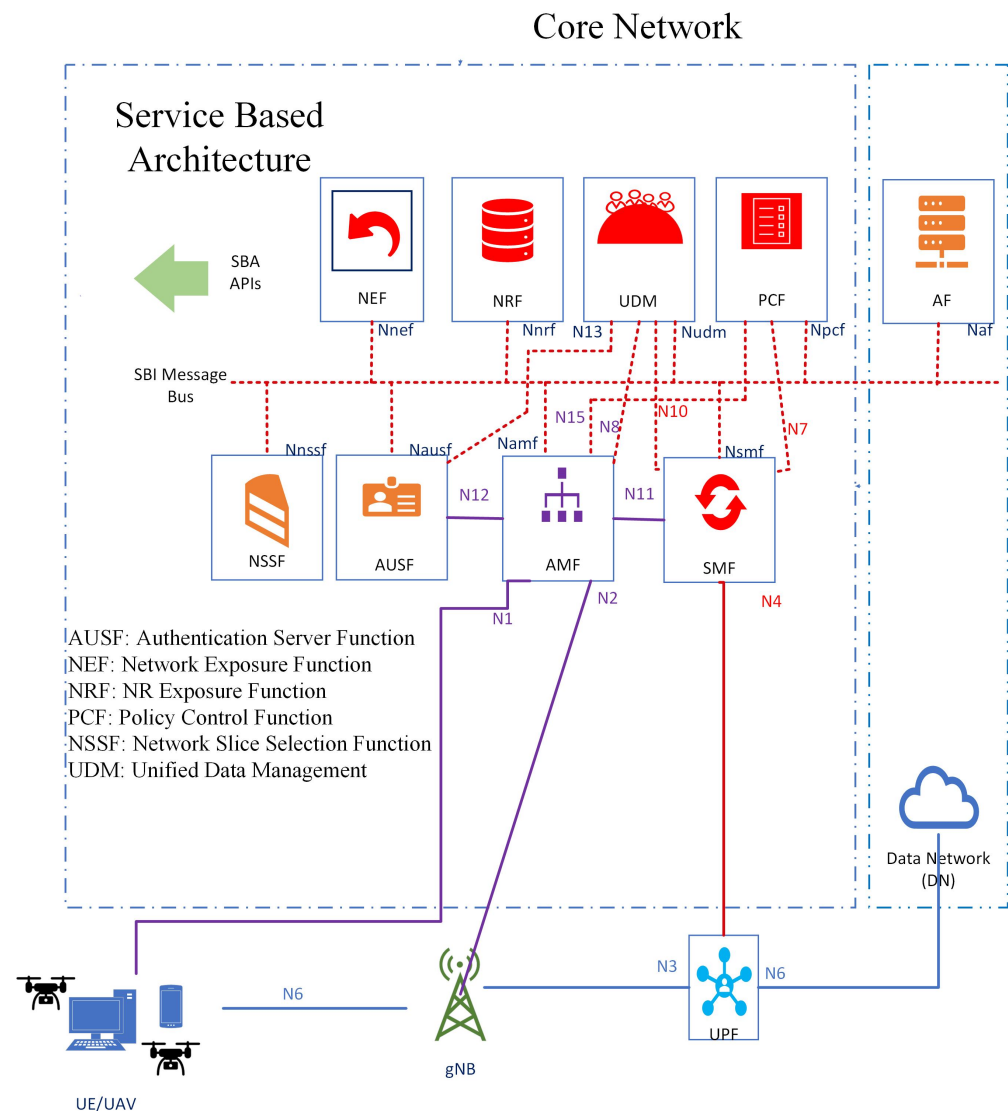 Core Network
Service Based
Architecture
SBA
APIs
NEF
NRF
UDM
PCF
AF
Nnef
Nnrf
N13
Nudm
Npcf
Naf
SBI Message
Bus
N15
N8
N10
N7
Nnssf
Nausf
Namf
Nsmf
N12
N11
NSSF
AUSF
AMF
SMF
N1
N2
N4
AUSF: Authentication Server Function
NEF: Network Exposure Function
NRF: NR Exposure Function
PCF: Policy Control Function
NSSF: Network Slice Selection Function
UDM: Unified Data Management
Data Network
(DN)
N6
N3
N6
UPF
gNB
UE/UAV